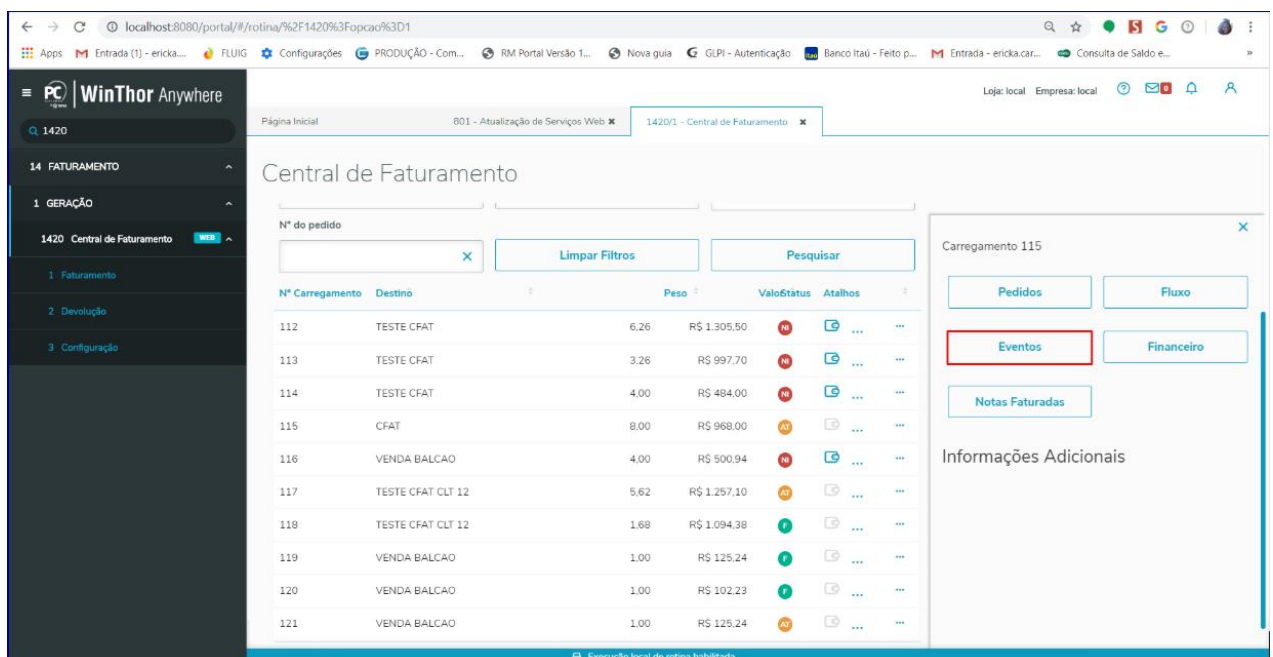 localhost:8080/portal/#/rotina/%2F1420%3Fopcao%3D1
Apps Entrada (1) - ericka.... FLUIG Configurações PRODUÇÃO - Com... RM Portal Versão 1... Nova guia GLPI - Autenticação Banco Itaú - Feito p... Entrada - ericka.car... Consulta de Saldo e... »
PC WinThor Anywhere
Loja: local Empresa: local
1420
Página Inicial 801 - Atualização de Serviços Web ✖ 1420/1 - Central de Faturamento ✖
14 FATURAMENTO
1 GERAÇÃO
1420 Central de Faturamento WEB
1 Faturamento
2 Devolução
3 Configuração
Central de Faturamento
N° do pedido
Limpar Filtros Pesquisar
N° Carregamento Destino Peso Valor Status Atalhos
112 TESTE CFAT 6,26 R$ 1.305,50 NI ... ...
113 TESTE CFAT 3,26 R$ 997,70 NI ... ...
114 TESTE CFAT 4,00 R$ 484,00 NI ... ...
115 CFAT 8,00 R$ 968,00 AT ... ...
116 VENDA BALCAO 4,00 R$ 500,94 NI ... ...
117 TESTE CFAT CLT 12 5,62 R$ 1.257,10 AT ... ...
118 TESTE CFAT CLT 12 1,68 R$ 1.094,38 F ... ...
119 VENDA BALCAO 1,00 R$ 125,24 F ... ...
120 VENDA BALCAO 1,00 R$ 102,23 F ... ...
121 VENDA BALCAO 1,00 R$ 125,24 AT ... ...
Carregamento 115
Pedidos Fluxo
Eventos Financeiro
Notas Faturadas
Informações Adicionais
Execução local de rotina habilitada